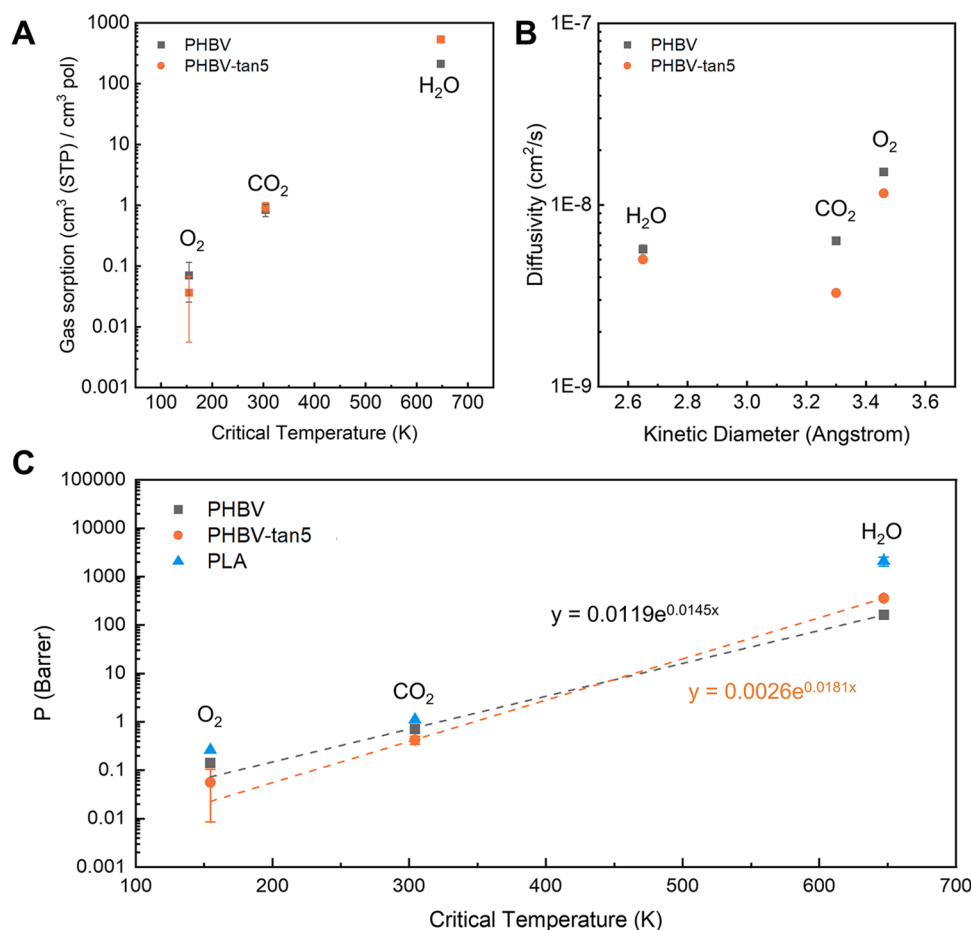 A
PHBV
PHBV-tan5
O₂
CO₂
H₂O
Gas sorption (cm³ (STP) / cm³ pol)
1000
100
10
1
0.1
0.01
0.001
100 200 300 400 500 600 700
Critical Temperature (K)
B
PHBV
PHBV-tan5
H₂O
CO₂
O₂
Diffusivity (cm²/s)
1E-7
1E-8
1E-9
2.6 2.8 3.0 3.2 3.4 3.6
Kinetic Diameter (Angstrom)
C
PHBV
PHBV-tan5
PLA
O₂
CO₂
H₂O
y = 0.0119e^0.0145x
y = 0.0026e^0.0181x
P (Barrer)
100000
10000
1000
100
10
1
0.1
0.01
0.001
100 200 300 400 500 600 700
Critical Temperature (K)